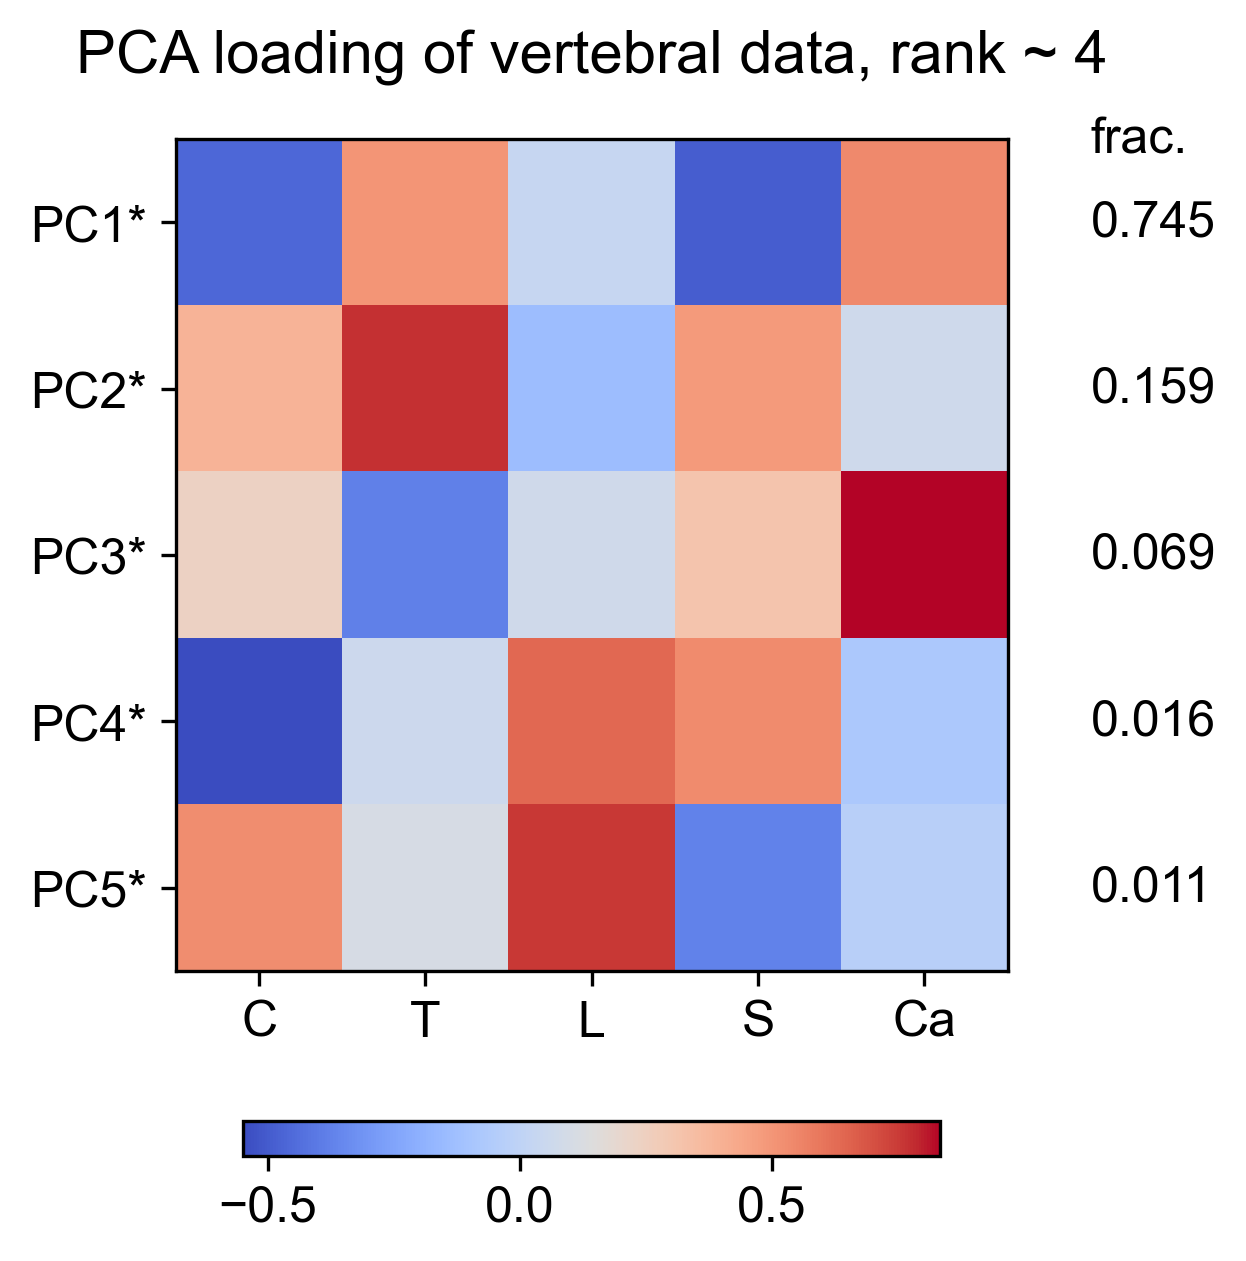 PCA loading of vertebral data, rank ~ 4
frac.
PC1* 0.745
PC2* 0.159
PC3* 0.069
PC4* 0.016
PC5* 0.011
C T L S Ca
−0.5 0.0 0.5